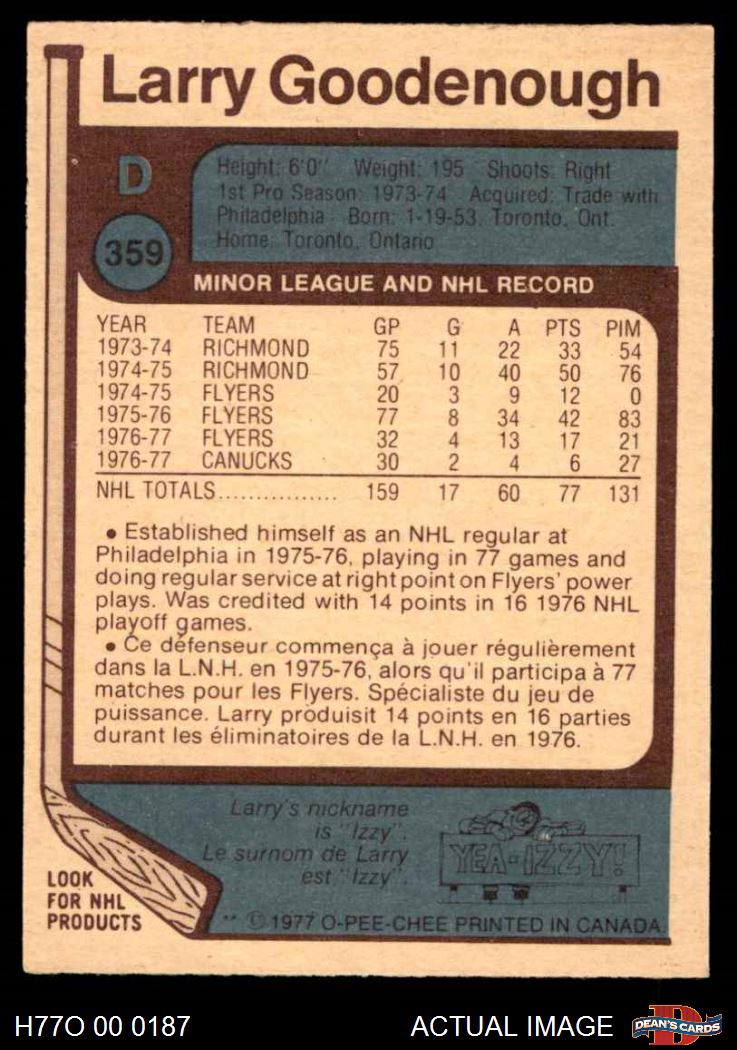 Larry Goodenough
D
Height: 6'0" Weight: 195 Shoots: Right
1st Pro Season: 1973-74 Acquired: Trade with
Philadelphia Born: 1-19-53, Toronto, Ont.
Home: Toronto, Ontario
359
MINOR LEAGUE AND NHL RECORD
YEAR TEAM GP G A PTS PIM
1973-74 RICHMOND 75 11 22 33 54
1974-75 RICHMOND 57 10 40 50 76
1974-75 FLYERS 20 3 9 12 0
1975-76 FLYERS 77 8 34 42 83
1976-77 FLYERS 32 4 13 17 21
1976-77 CANUCKS 30 2 4 6 27
NHL TOTALS................ 159 17 60 77 131
• Established himself as an NHL regular at
Philadelphia in 1975-76, playing in 77 games and
doing regular service at right point on Flyers' power
plays. Was credited with 14 points in 16 1976 NHL
playoff games.
• Ce défenseur commença à jouer régulièrement
dans la L.N.H. en 1975-76, alors qu'il participa à 77
matches pour les Flyers. Spécialiste du jeu de
puissance. Larry produisit 14 points en 16 parties
durant les éliminatoires de la L.N.H. en 1976.
Larry's nickname
is "Izzy".
Le surnom de Larry
est "Izzy".
YEA-IZZY!
LOOK
FOR NHL
PRODUCTS
** © 1977 O-PEE-CHEE PRINTED IN CANADA
H77O 00 0187
ACTUAL IMAGE
DEAN'S CARDS